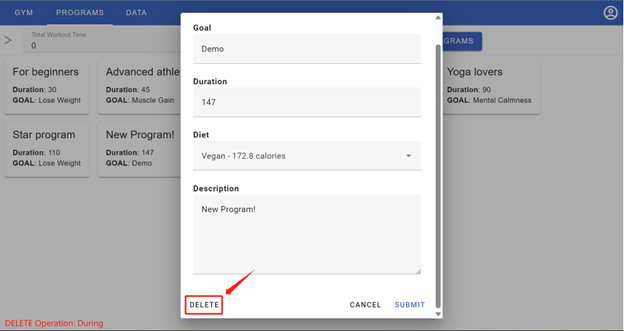 GYM PROGRAMS DATA
Total Workout Time
0
GRAMS
For beginners
Duration: 30
GOAL: Lose Weight
Advanced athle
Duration: 45
GOAL: Muscle Gain
Yoga lovers
Duration: 90
GOAL: Mental Calmness
Star program
Duration: 110
GOAL: Lose Weight
New Program!
Duration: 147
GOAL: Demo
Goal
Demo
Duration
147
Diet
Vegan - 172.8 calories
Description
New Program!
DELETE CANCEL SUBMIT
DELETE Operation: During